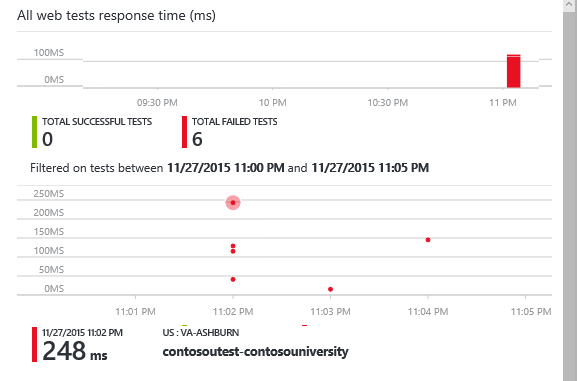 All web tests response time (ms)
100MS
0MS
09:30 PM 10 PM 10:30 PM 11 PM
TOTAL SUCCESSFUL TESTS TOTAL FAILED TESTS
0 6
Filtered on tests between 11/27/2015 11:00 PM and 11/27/2015 11:05 PM
250MS
200MS
150MS
100MS
50MS
0MS
11:01 PM 11:02 PM 11:03 PM 11:04 PM 11:05 PM
11/27/2015 11:02 PM US : VA-ASHBURN
248 ms contosoutest-contosouniversity